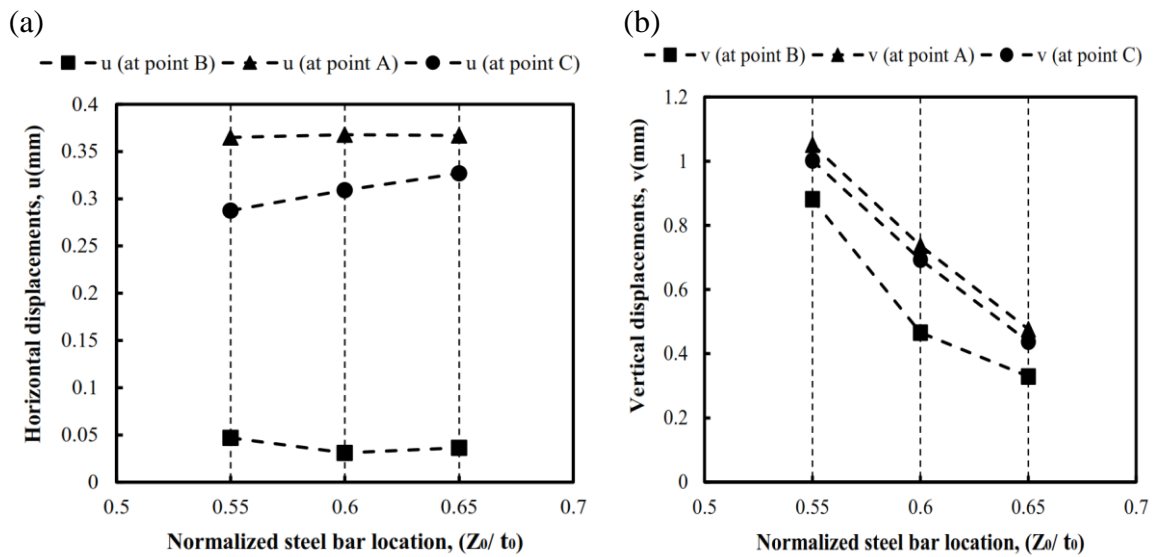 (a)
u (at point B) u (at point A) u (at point C)
Horizontal displacements, u(mm)
0.4
0.35
0.3
0.25
0.2
0.15
0.1
0.05
0
0.5 0.55 0.6 0.65 0.7
Normalized steel bar location, (Z₀/ t₀)
(b)
v (at point B) v (at point A) v (at point C)
Vertical displacements, v(mm)
1.2
1
0.8
0.6
0.4
0.2
0
0.5 0.55 0.6 0.65 0.7
Normalized steel bar location, (Z₀/ t₀)